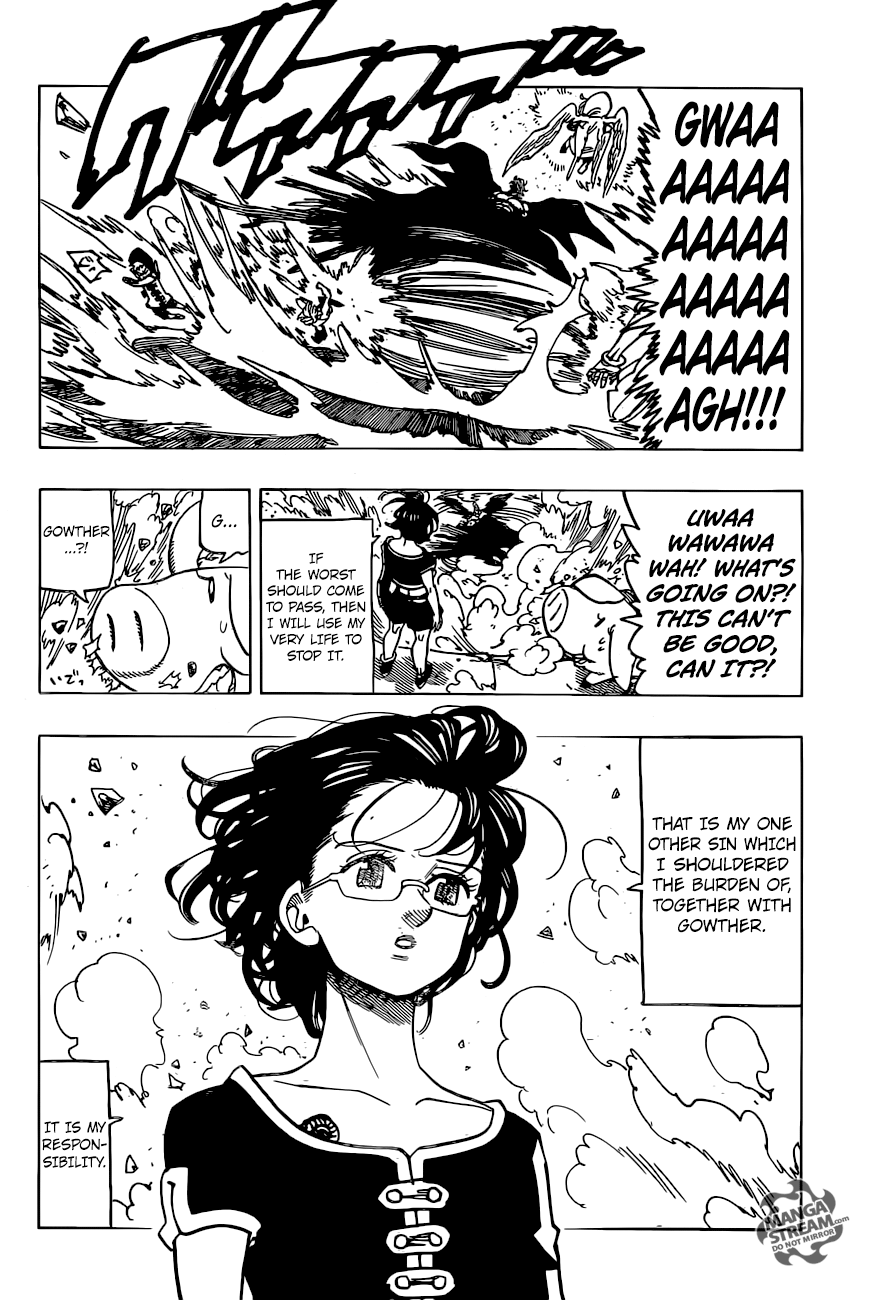 GWAA
AAAAA
AAAAA
AAAAA
AAAAA
AGH!!!
UWAA
WAWAWA
WAH! WHAT'S
GOING ON?!
THIS CAN'T
BE GOOD,
CAN IT?!
IF
THE WORST
SHOULD COME
TO PASS, THEN
I WILL USE MY
VERY LIFE TO
STOP IT.
G...
GOWTHER
...?!
THAT IS MY ONE
OTHER SIN WHICH
I SHOULDERED
THE BURDEN OF,
TOGETHER WITH
GOWTHER.
IT IS MY
RESPON-
SIBILITY.
MANGA
STREAM.com
DO NOT MIRROR